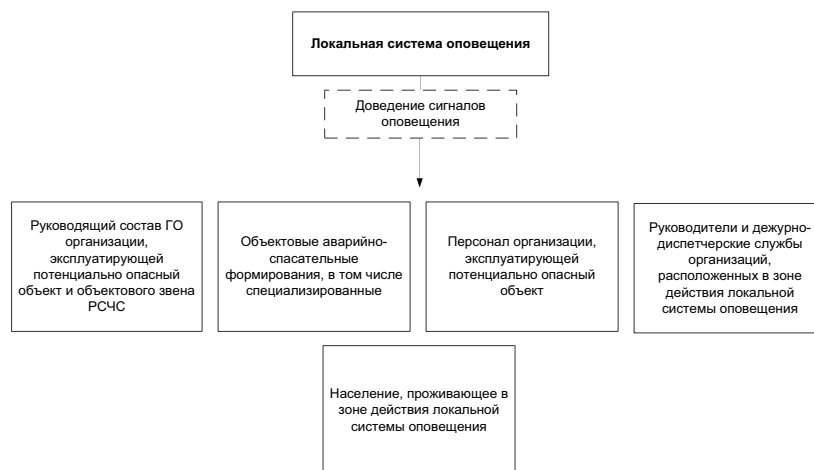 Локальная система оповещения
Доведение сигналов
оповещения
Руководящий состав ГО
организации,
эксплуатирующей
потенциально опасный
объект и объектового звена
РСЧС
Объектовые аварийно-
спасательные
формирования, в том числе
специализированные
Персонал организации,
эксплуатирующей
потенциально опасный
объект
Руководители и дежурно-
диспетчерские службы
организаций,
расположенных в зоне
действия локальной
системы оповещения
Население, проживающее в
зоне действия локальной
системы оповещения